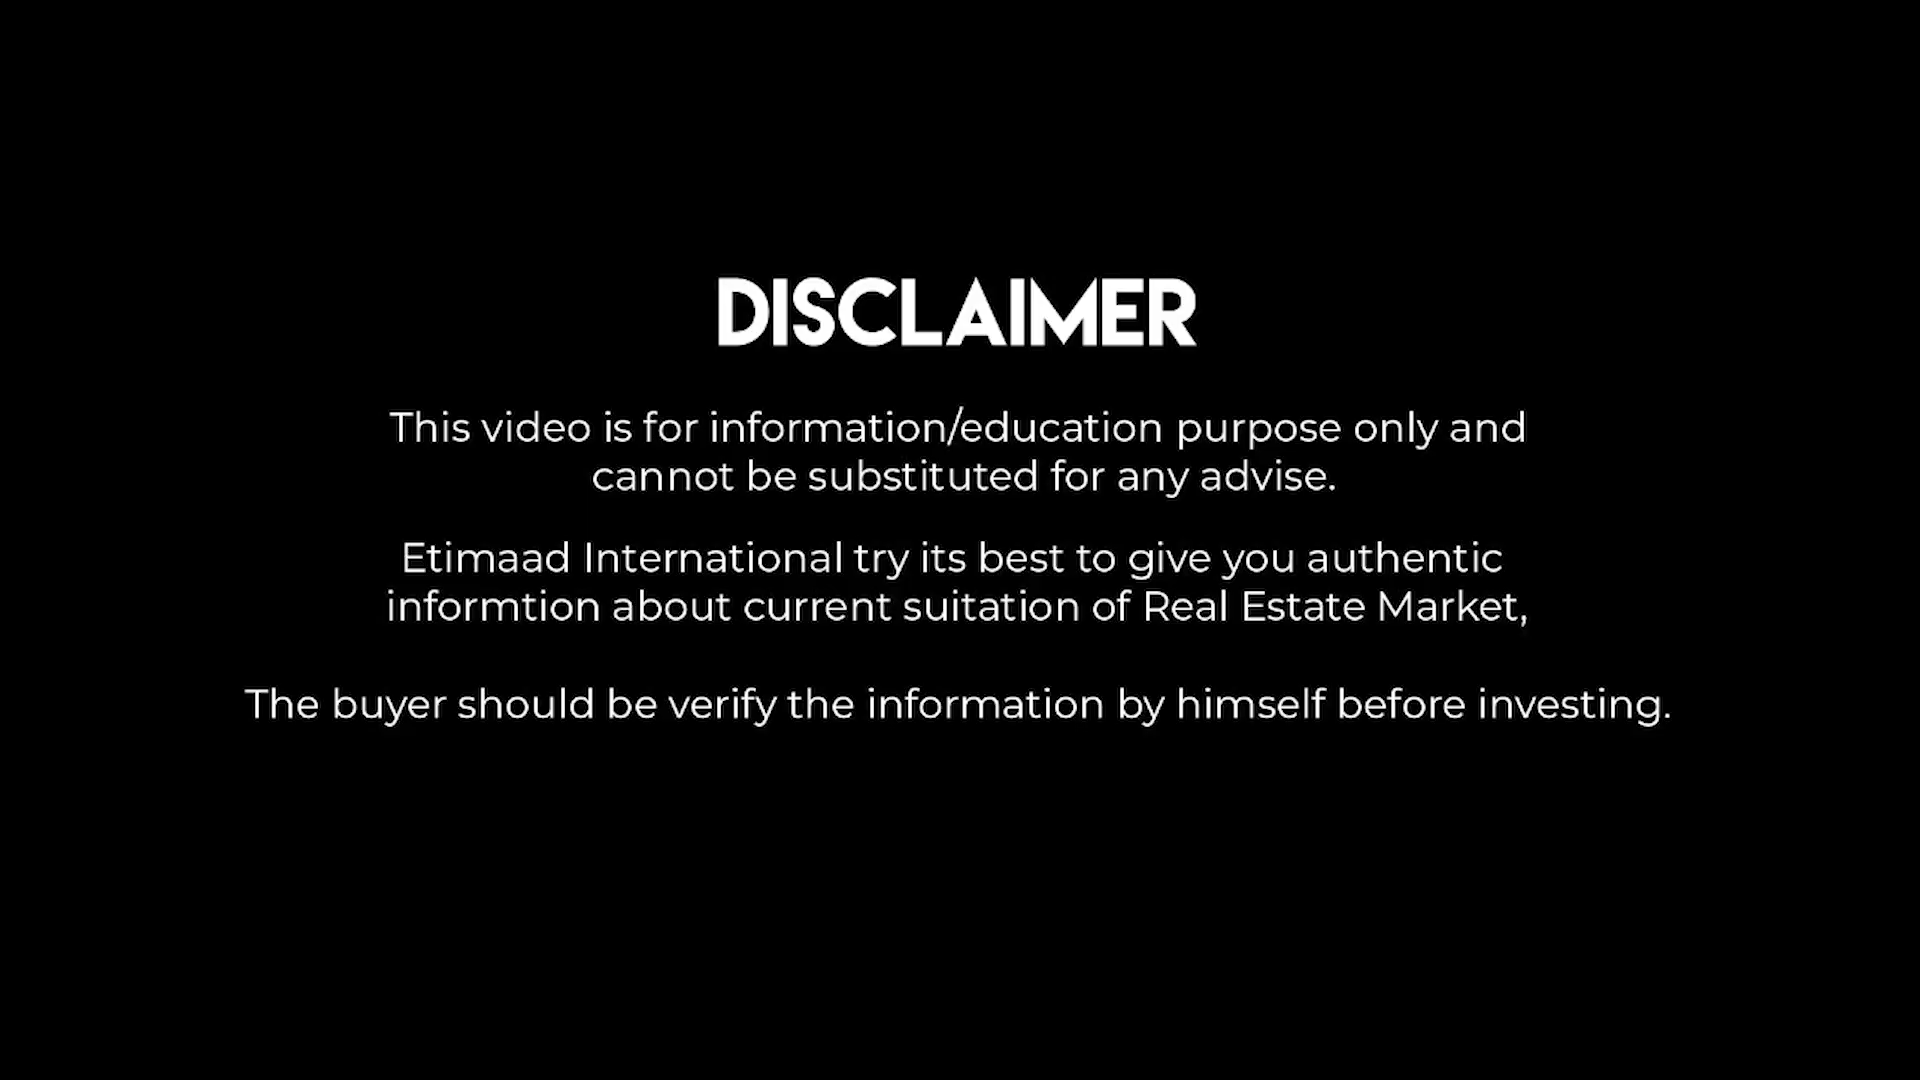 DISCLAIMER
This video is for information/education purpose only and
cannot be substituted for any advise.
Etimaad International try its best to give you authentic
informtion about current suitation of Real Estate Market,
The buyer should be verify the information by himself before investing.